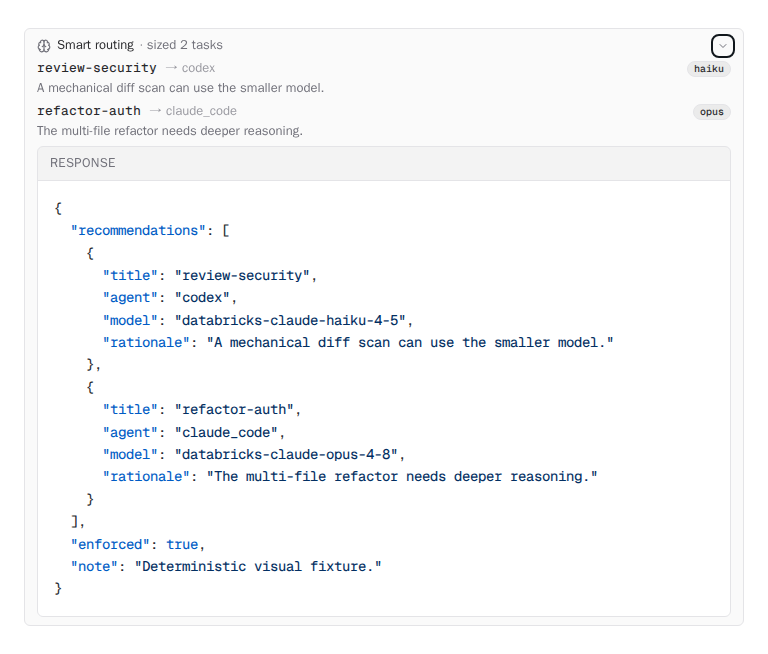 Smart routing · sized 2 tasks
review-security → codex haiku
A mechanical diff scan can use the smaller model.
refactor-auth → claude_code opus
The multi-file refactor needs deeper reasoning.
RESPONSE
{
  "recommendations": [
    {
      "title": "review-security",
      "agent": "codex",
      "model": "databricks-claude-haiku-4-5",
      "rationale": "A mechanical diff scan can use the smaller model."
    },
    {
      "title": "refactor-auth",
      "agent": "claude_code",
      "model": "databricks-claude-opus-4-8",
      "rationale": "The multi-file refactor needs deeper reasoning."
    }
  ],
  "enforced": true,
  "note": "Deterministic visual fixture."
}